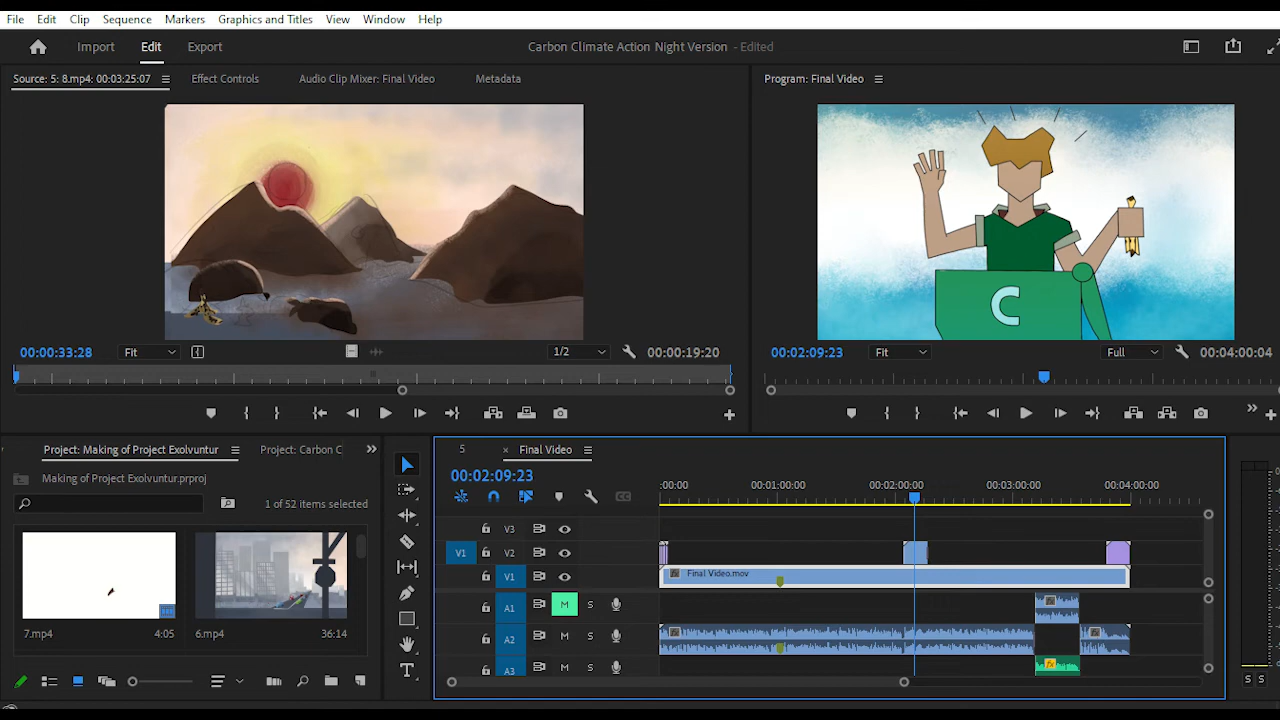 File Edit Clip Sequence Markers Graphics and Titles View Window Help
Import Edit Export Carbon Climate Action Night Version - Edited
Source: 5: 8.mp4: 00:03:25:07 Effect Controls Audio Clip Mixer: Final Video Metadata Program: Final Video
C
00:00:33:28 Fit 1/2 00:00:19:20 00:02:09:23 Fit Full 00:04:00:04
Project: Making of Project Exolvuntur Project: Carbon C 5 × Final Video
Making of Project Exolvuntur.prproj 00:02:09:23
1 of 52 items selected
:00:00 00:01:00:00 00:02:00:00 00:03:00:00 00:04:00:00
V3
V1 V2
V1 fx Final Video.mov
A1 M S fx
A2 M S fx fx
7.mp4 4:05 6.mp4 36:14
A3 M S fx
S S